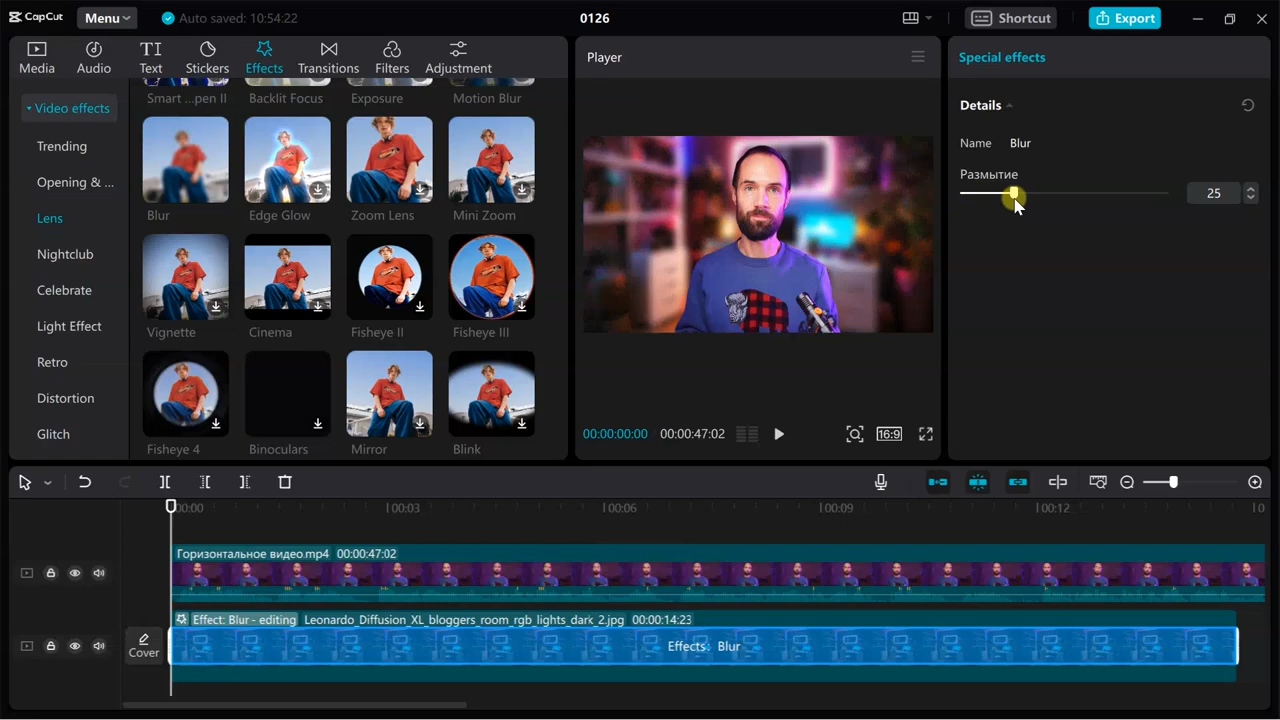 CapCut
Menu
Auto saved: 10:54:22
0126
Shortcut
Export
Media
Audio
TI
Text
Stickers
Effects
Transitions
Filters
Adjustment
Video effects
Trending
Opening & ...
Lens
Nightclub
Celebrate
Light Effect
Retro
Distortion
Glitch
Smart ...pen II
Backlit Focus
Exposure
Motion Blur
Blur
Edge Glow
Zoom Lens
Mini Zoom
Vignette
Cinema
Fisheye II
Fisheye III
Fisheye 4
Binoculars
Mirror
Blink
Player
00:00:00:00
00:00:47:02
16:9
Special effects
Details
Name Blur
Размытие
25
00:00
00:03
00:06
00:09
00:12
Горизонтальное видео.mp4 00:00:47:02
Effect: Blur - editing Leonardo_Diffusion_XL_bloggers_room_rgb_lights_dark_2.jpg 00:00:14:23
Cover
Effects: Blur